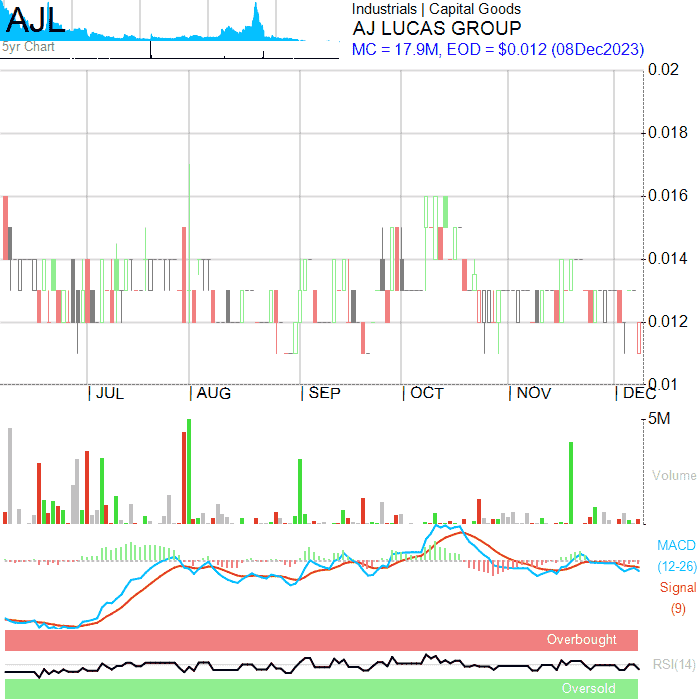 AJL
5yr Chart
Industrials | Capital Goods
AJ LUCAS GROUP
MC = 17.9M, EOD = $0.012 (08Dec2023)
0.02
0.018
0.016
0.014
0.012
0.01
JUL AUG SEP OCT NOV DEC
5M
Volume
MACD
(12-26)
Signal
(9)
Overbought
RSI(14)
Oversold